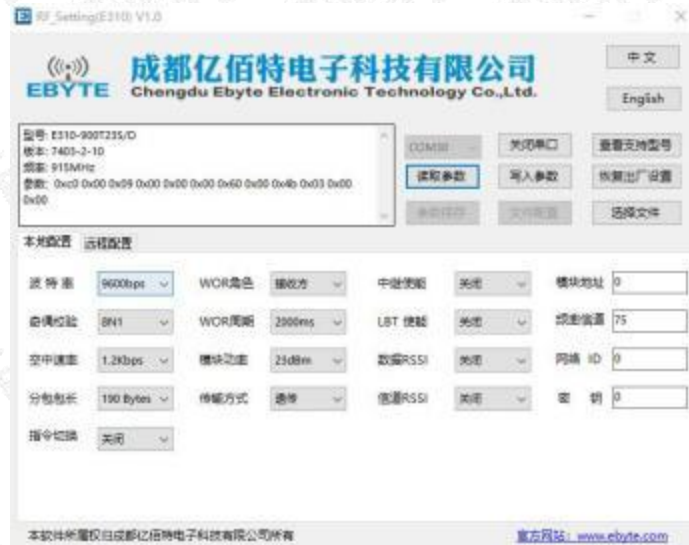 RF_Setting(E310) V1.0
EBYTE
成都亿佰特电子科技有限公司
Chengdu Ebyte Electronic Technology Co.,Ltd.
中文
English
型号: E310-900T23S/D
版本: 7403-2-10
频率: 915MHz
参数: 0xc0 0x00 0x09 0x00 0x00 0x00 0x60 0x00 0x4b 0x03 0x00
0x00
关闭串口 查看支持型号
读取参数 写入参数 恢复出厂设置
选择文件
本地配置 远程配置
波特率 9600bps WOR角色 接收方 中继使能 关闭 模块地址 0
奇偶校验 8N1 WOR周期 2000ms LBT 使能 关闭 频率信道 75
空中速率 1.2Kbps 模块功率 23dBm 数据RSSI 关闭 网络 ID 0
分包包长 190 Bytes 传输方式 透传 信道RSSI 关闭 密 钥 0
指令切换 关闭
本软件所属权归成都亿佰特电子科技有限公司所有
官方网站: www.ebyte.com